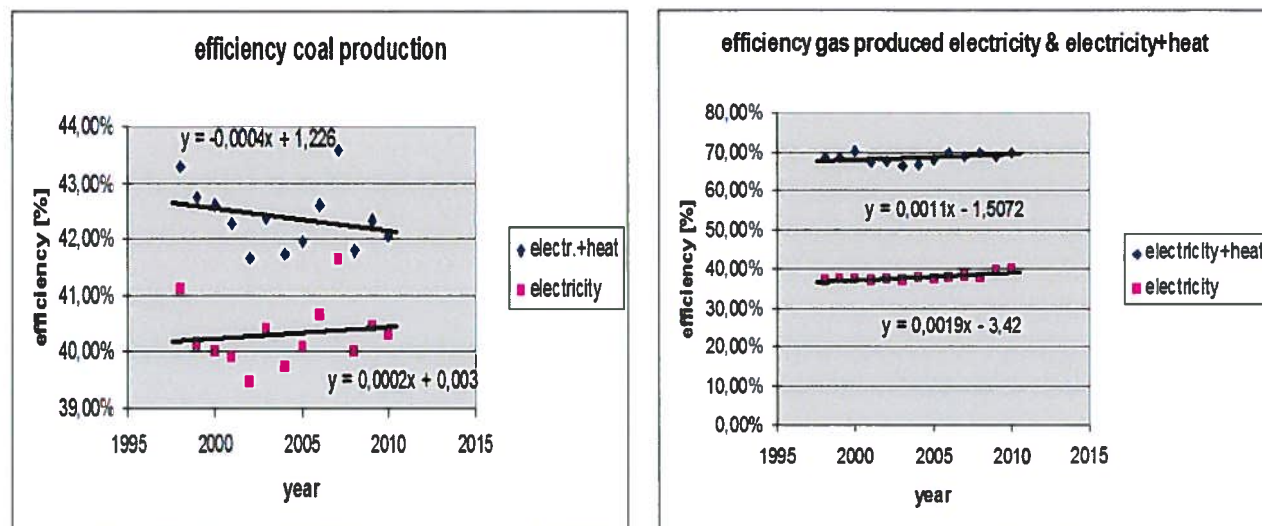 efficiency coal production
44,00%
y = -0,0004x + 1,226
43,00%
42,00%
41,00%
40,00%
39,00%
y = 0,0002x + 0,003
efficiency [%]
1995 2000 2005 2010 2015
year
electr.+heat
electricity
efficiency gas produced electricity & electricity+heat
80,00%
70,00%
60,00%
50,00%
40,00%
30,00%
20,00%
10,00%
0,00%
y = 0,0011x - 1,5072
y = 0,0019x - 3,42
efficiency [%]
1995 2000 2005 2010 2015
year
electricity+heat
electricity